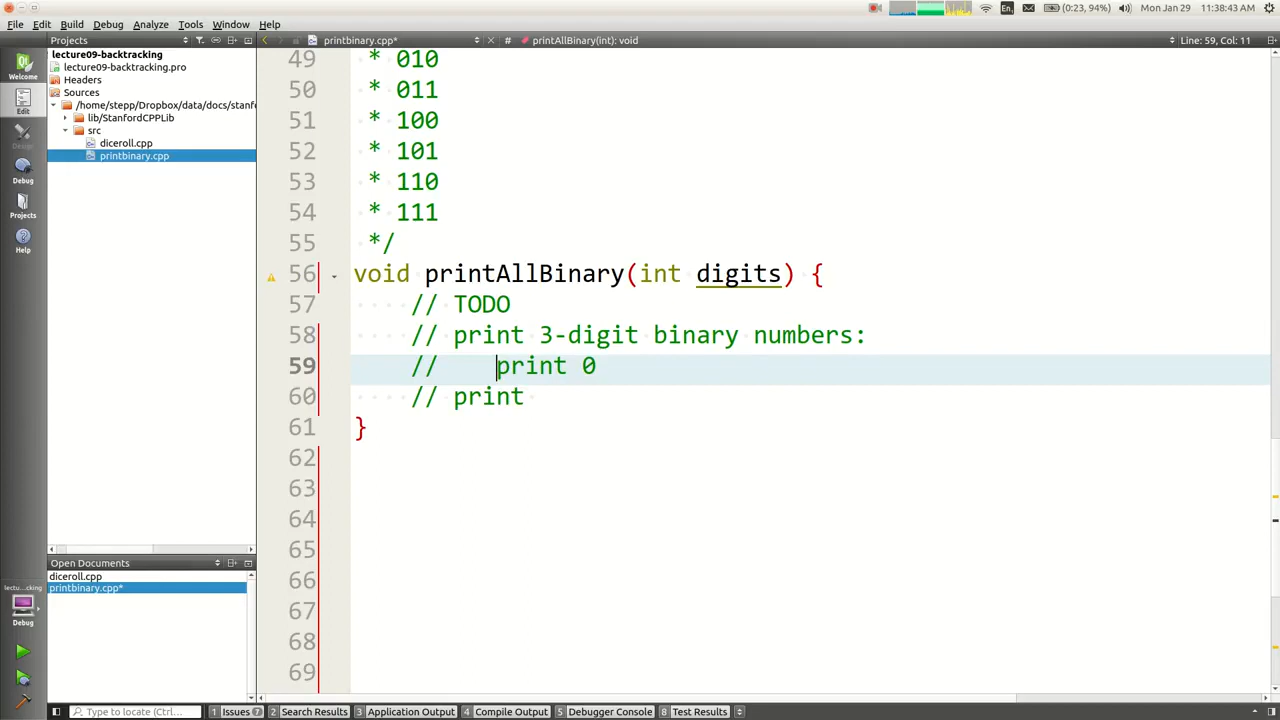 (0:23, 94%) Mon Jan 29 11:38:43 AM
File Edit Build Debug Analyze Tools Window Help
Projects printbinary.cpp* # printAllBinary(int): void Line: 59, Col: 11
Welcome
Edit
Design
Debug
Projects
Help
lecture09-backtracking
lecture09-backtracking.pro
Headers
Sources
/home/stepp/Dropbox/data/docs/stanf
lib/StanfordCPPLib
src
diceroll.cpp
printbinary.cpp
49 * 010
50 * 011
51 * 100
52 * 101
53 * 110
54 * 111
55 */
56 void printAllBinary(int digits) {
57 // TODO
58 // print 3-digit binary numbers:
59 // print 0
60 // print
61 }
62
63
64
65
66
67
68
69
Open Documents
diceroll.cpp
printbinary.cpp*
lectu...cking
Debug
Type to locate (Ctrl+... 1 Issues 7 2 Search Results 3 Application Output 4 Compile Output 5 Debugger Console 8 Test Results